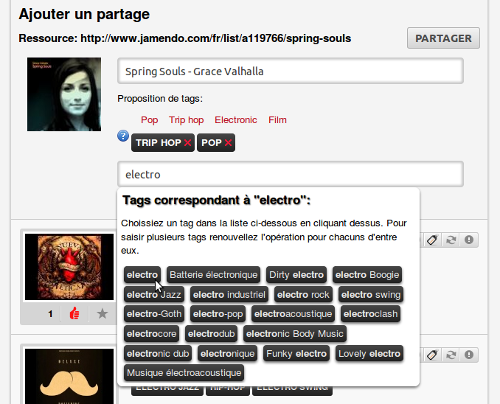 Ajouter un partage
Ressource: http://www.jamendo.com/fr/list/a119766/spring-souls
PARTAGER
Spring Souls - Grace Valhalla
Proposition de tags:
Pop Trip hop Electronic Film
? TRIP HOP × POP ×
electro
Tags correspondant à "electro":
Choissiez un tag dans la liste ci-dessous en cliquant dessus. Pour
saisir plusieurs tags renouvellez l'opération pour chacuns d'entre
eux.
electro Batterie électronique Dirty electro electro Boogie
electro Jazz electro industriel electro rock electro swing
electro-Goth electro-pop electroacoustique electroclash
electrocore electrodub electronic Body Music
electronic dub electronique Funky electro Lovely electro
Musique électroacoustique
1
ELECTRO JAZZ HIP-HOP ELECTRO SWING